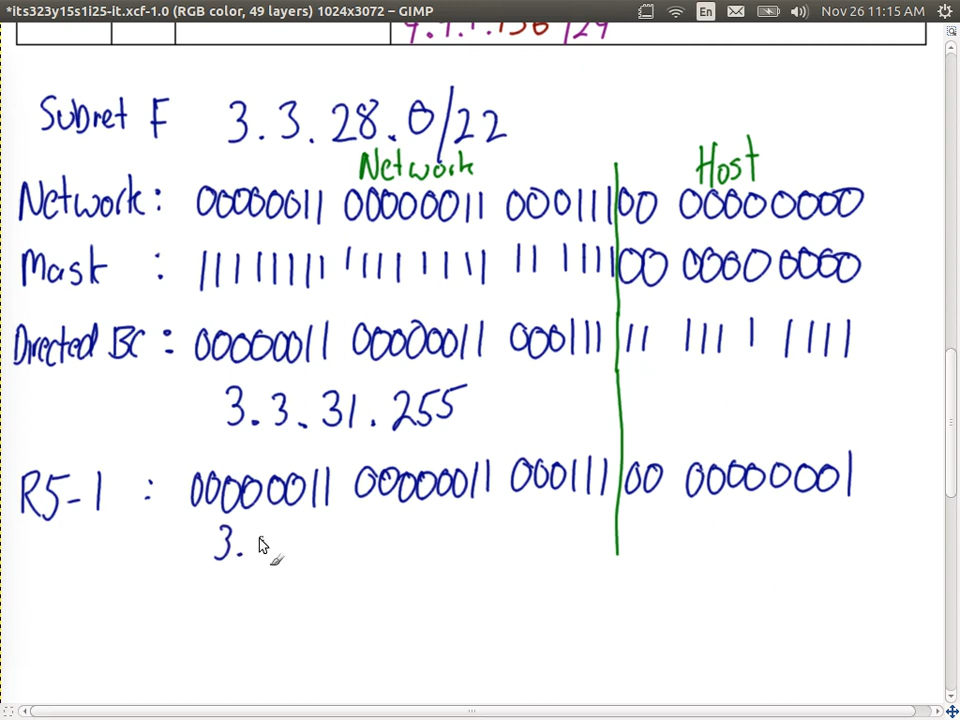 *its323y15s1i25-it.xcf-1.0 (RGB color, 49 layers) 1024x3072 – GIMP En Nov 26 11:15 AM
Subnet F 3.3.28.0/22
Network Host
Network: 00000011 00000011 00011100 00000000
Mask : 11111111 11111111 11111100 00000000
Directed BC: 00000011 00000011 00011111 11111111
3.3.31.255
R5-1 : 00000011 00000011 00011100 00000001
3.